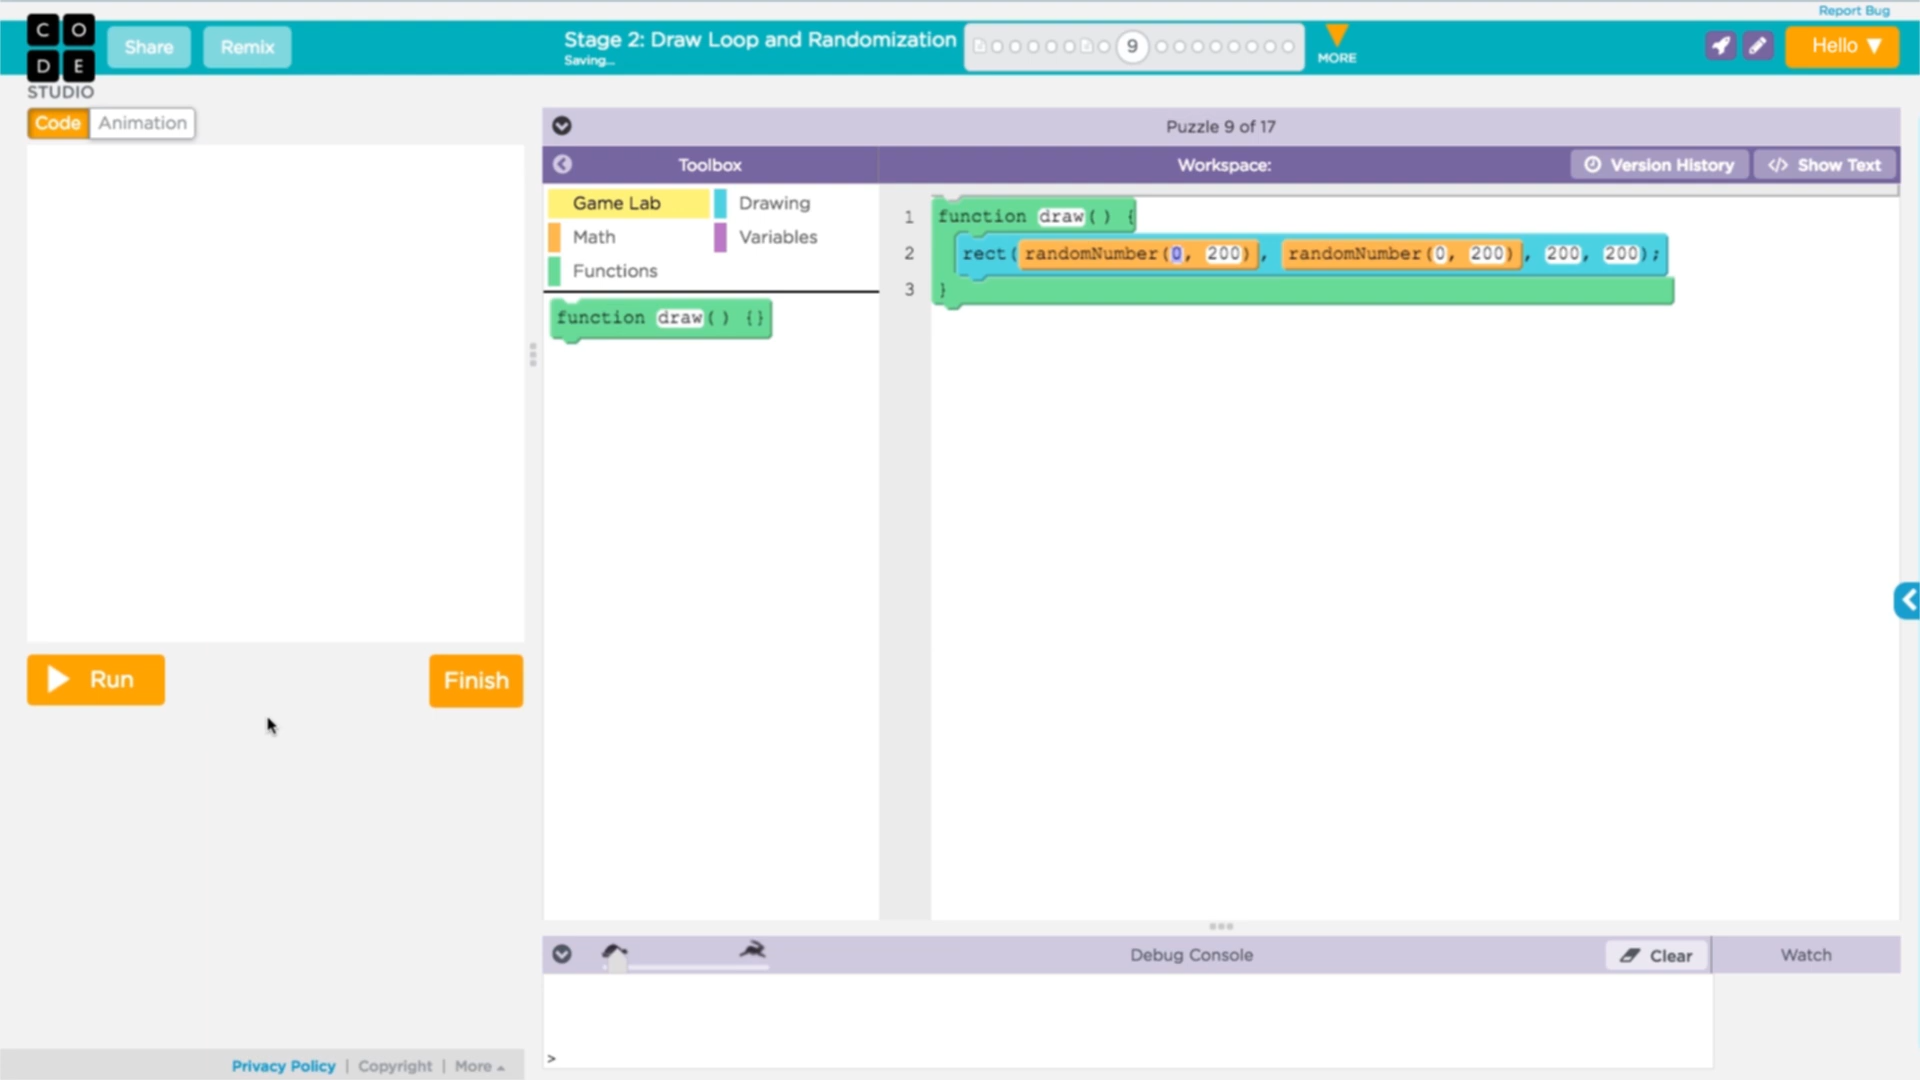 Report Bug
C O
D E
STUDIO
Share
Remix
Stage 2: Draw Loop and Randomization
Saving...
9
MORE
Hello ▼
Code
Animation
Puzzle 9 of 17
Toolbox
Workspace:
Version History
</> Show Text
Game Lab
Drawing
Math
Variables
Functions
function draw() {}
1 function draw() {
2 rect(randomNumber(0, 200), randomNumber(0, 200), 200, 200);
3 }
Run
Finish
Debug Console
Clear
Watch
>
Privacy Policy | Copyright | More